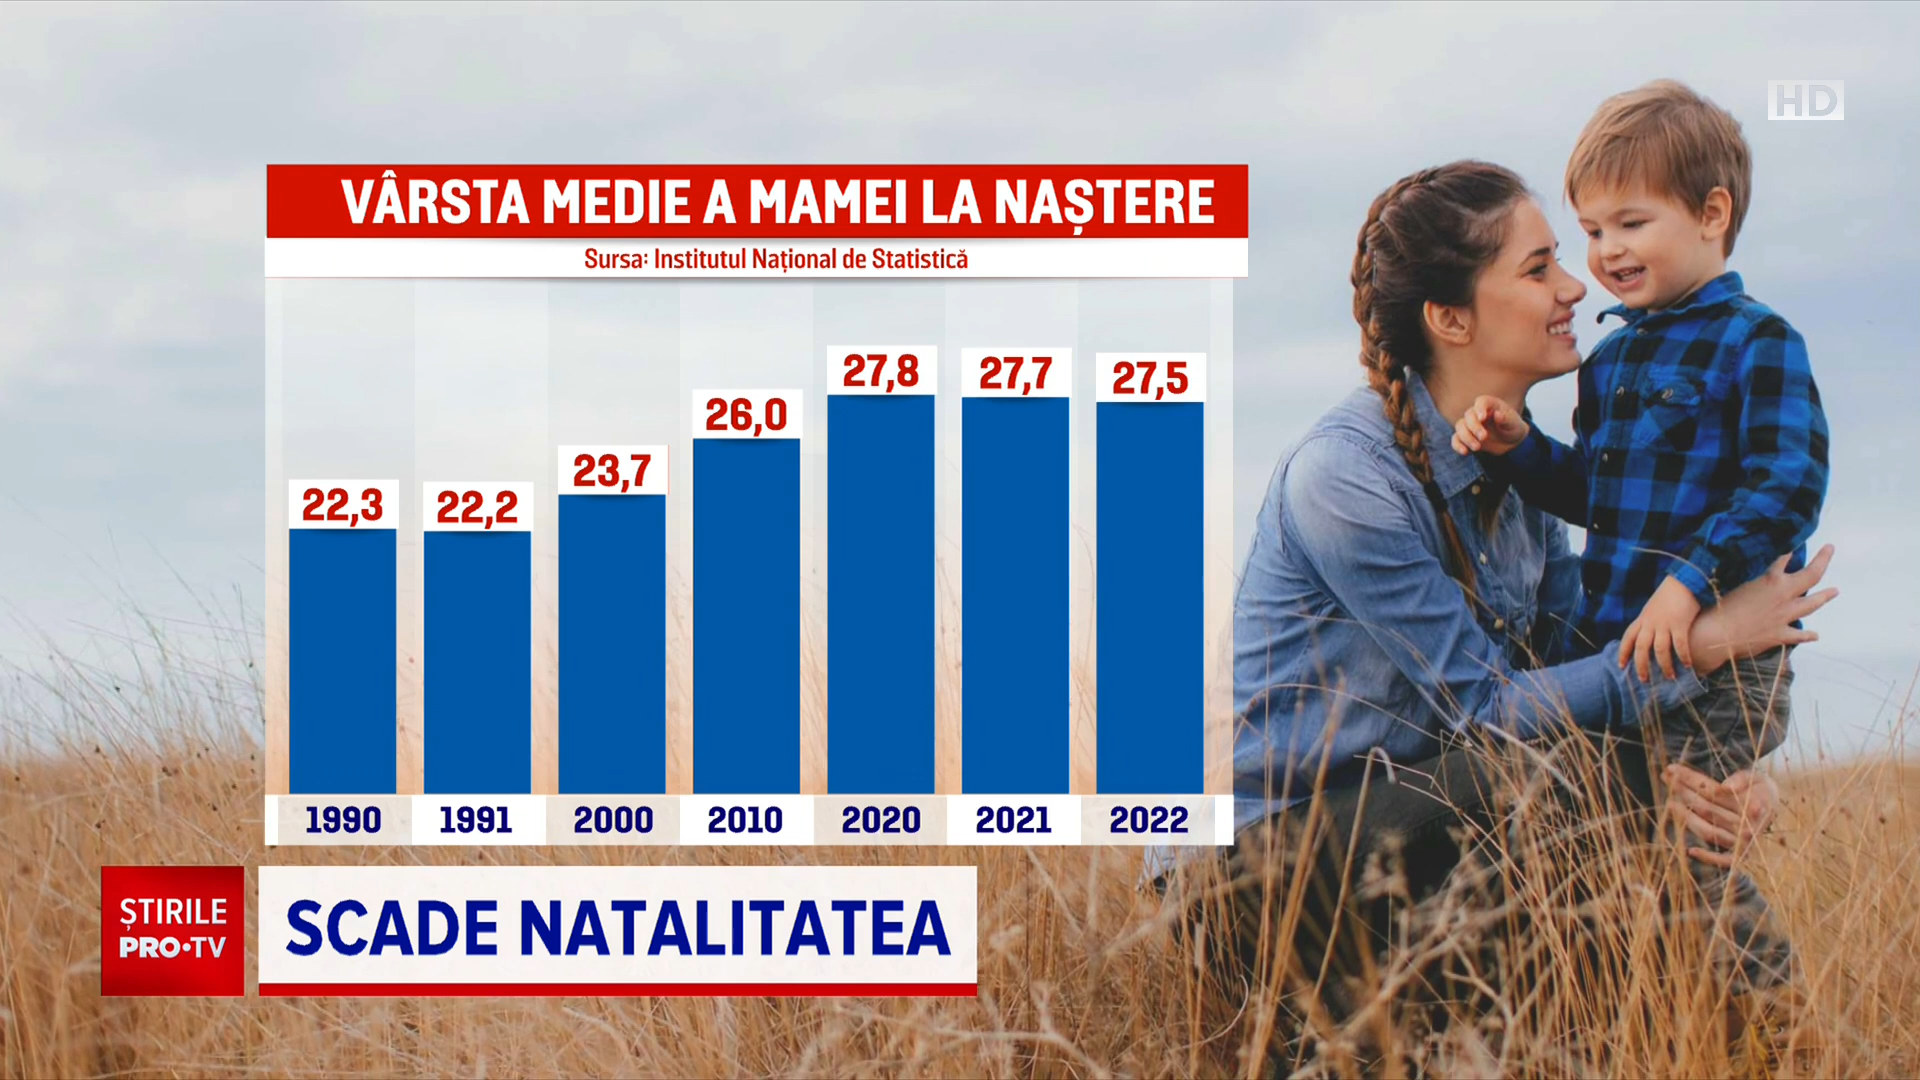 HD
VÂRSTA MEDIE A MAMEI LA NAȘTERE
Sursa: Institutul Național de Statistică
22,3
22,2
23,7
26,0
27,8
27,7
27,5
1990
1991
2000
2010
2020
2021
2022
ȘTIRILE
PRO•TV
SCADE NATALITATEA